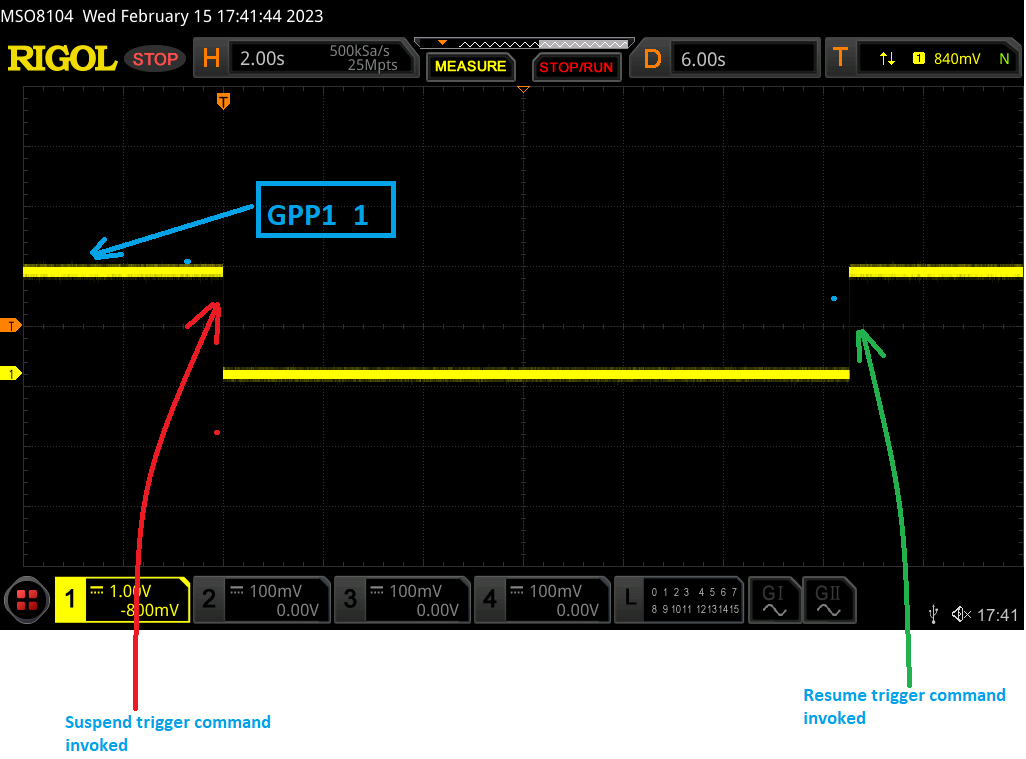 MSO8104 Wed February 15 17:41:44 2023
RIGOL STOP H 2.00s 500kSa/s 25Mpts MEASURE STOP/RUN D 6.00s T 1 840mV N
T
GPP1 1
T
1
1 1.00V -800mV 2 100mV 0.00V 3 100mV 0.00V 4 100mV 0.00V L 0 1 2 3 4 5 6 7 GI GII
8 9 10 11 12 13 14 15
17:41
Suspend trigger command
invoked
Resume trigger command
invoked